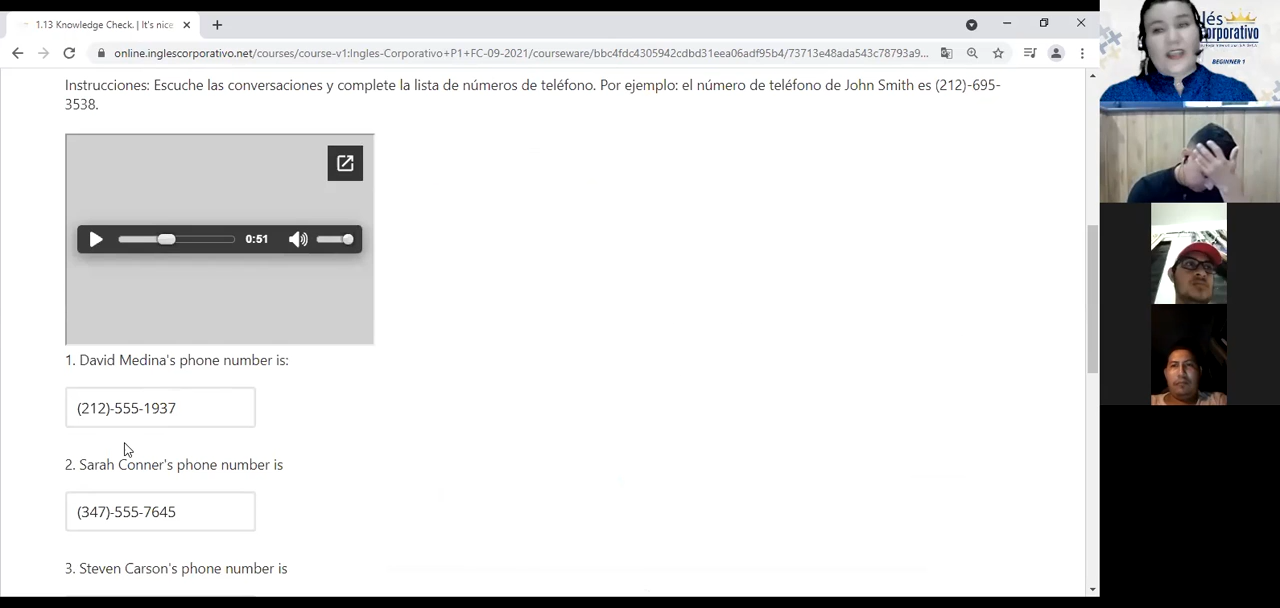 1.13 Knowledge Check. | It's nice
online.inglescorporativo.net/courses/course-v1:Ingles-Corporativo+P1+FC-09-2021/courseware/bbc4fdc4305942cdbd31eea06adf95b4/73713e48ada543c78793a9...
Instrucciones: Escuche las conversaciones y complete la lista de números de teléfono. Por ejemplo: el número de teléfono de John Smith es (212)-695-
3538.
0:51
1. David Medina's phone number is:
(212)-555-1937
2. Sarah Conner's phone number is
(347)-555-7645
3. Steven Carson's phone number is
BEGINNER 1